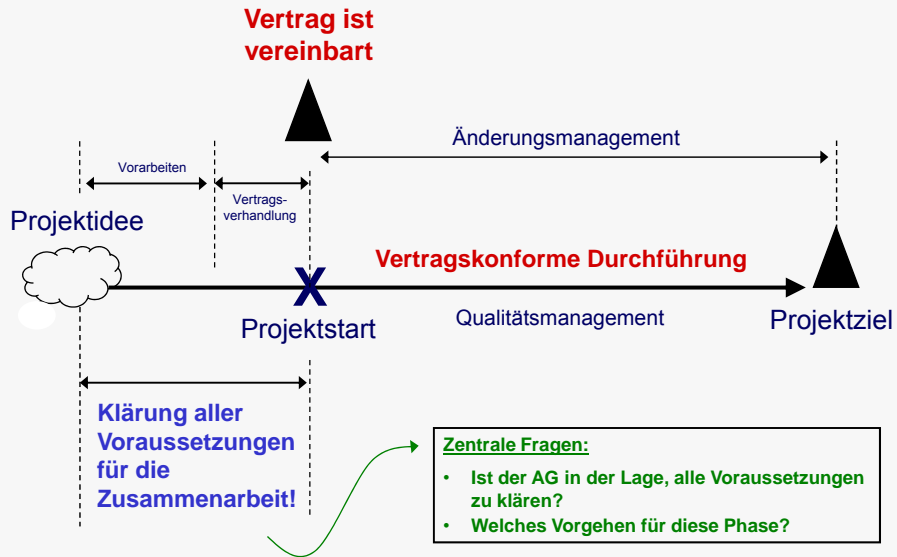 Vertrag ist
vereinbart
Änderungsmanagement
Vorarbeiten
Vertrags-
verhandlung
Projektidee
Vertragskonforme Durchführung
X
Projektstart
Qualitätsmanagement
Projektziel
Klärung aller
Voraussetzungen
für die
Zusammenarbeit!
Zentrale Fragen:
• Ist der AG in der Lage, alle Voraussetzungen
zu klären?
• Welches Vorgehen für diese Phase?